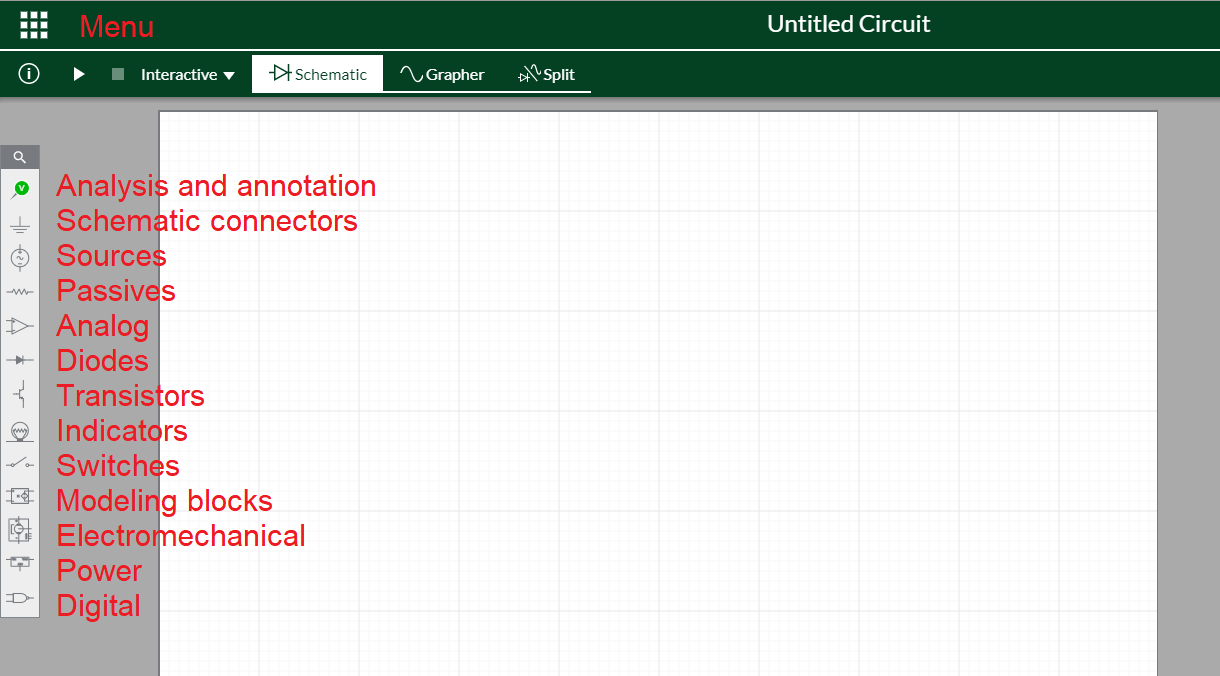 Menu
Untitled Circuit
Interactive
Schematic
Grapher
Split
V
Analysis and annotation
Schematic connectors
Sources
Passives
Analog
Diodes
Transistors
Indicators
Switches
Modeling blocks
Electromechanical
Power
Digital